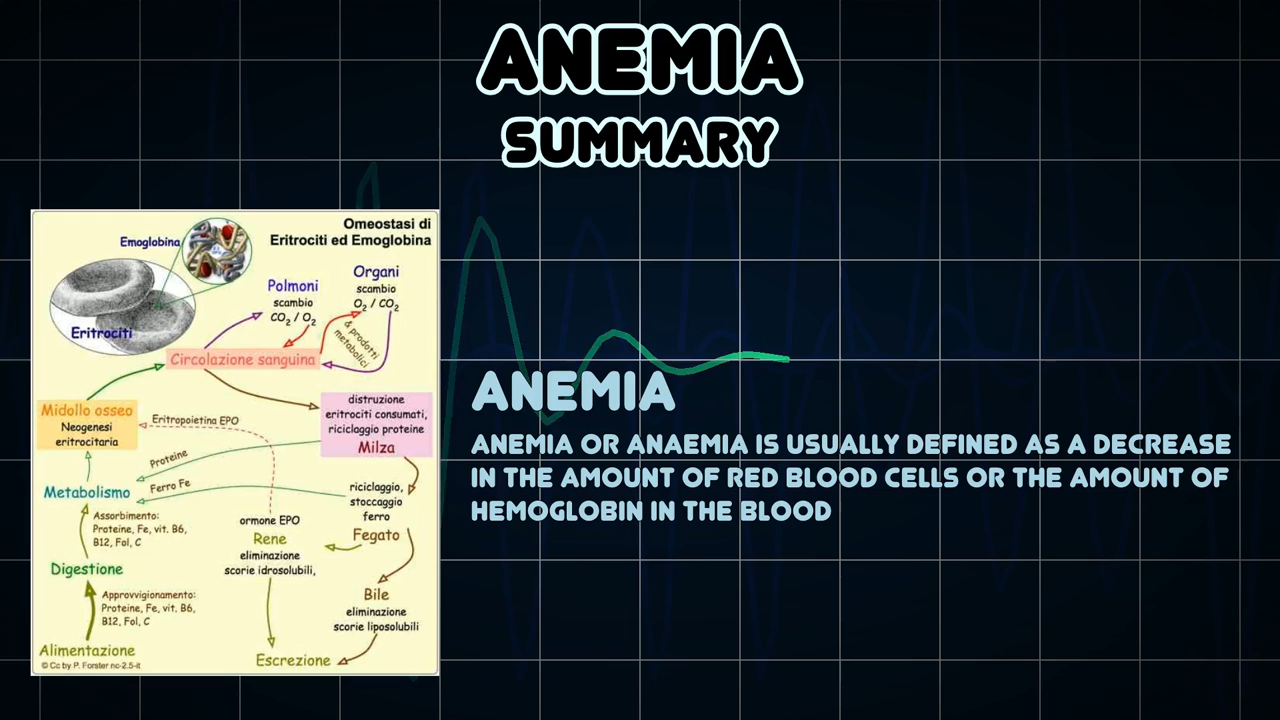 ANEMIA
SUMMARY
Omeostasi di
Eritrociti ed Emoglobina
Emoglobina
Eritrociti
Polmoni
scambio
CO2 / O2
Organi
scambio
O2 / CO2
& prodotti
metabolici
Circolazione sanguina
Midollo osseo
Neogenesi
eritrocitaria
Eritropoietina EPO
distruzione
eritrociti consumati,
riciclaggio proteine
Milza
Proteine
Ferro Fe
Metabolismo
riciclaggio,
stoccaggio
ferro
Fegato
Assorbimento:
Proteine, Fe, vit. B6,
B12, Fol, C
ormone EPO
Rene
eliminazione
scorie idrosolubili,
Digestione
Bile
eliminazione
scorie liposolubili
Approvvigionamento:
Proteine, Fe, vit. B6,
B12, Fol, C
Alimentazione
Escrezione
© Cc by P. Forster nc-2.5-it
ANEMIA
ANEMIA OR ANAEMIA IS USUALLY DEFINED AS A DECREASE
IN THE AMOUNT OF RED BLOOD CELLS OR THE AMOUNT OF
HEMOGLOBIN IN THE BLOOD